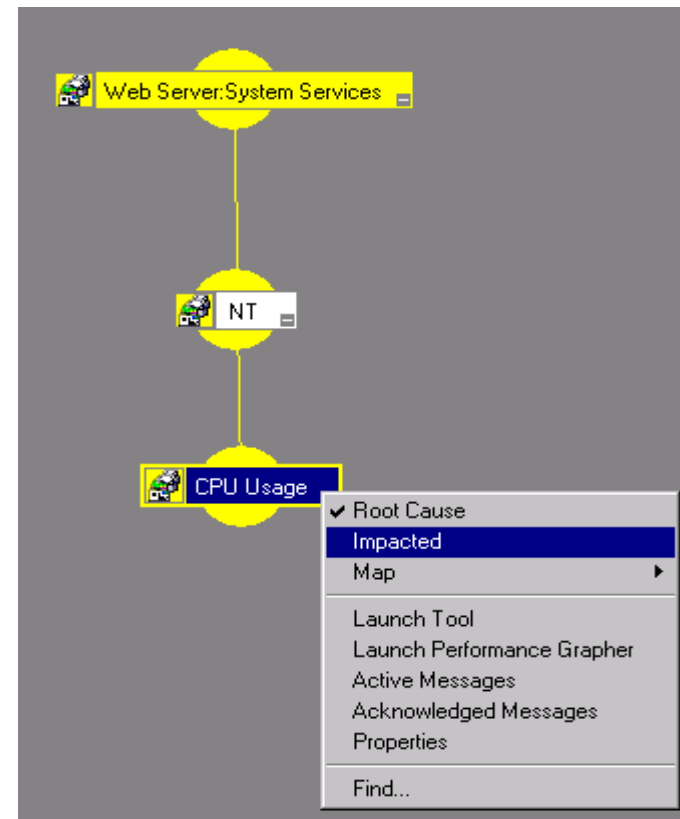 Web Server:System Services
NT
CPU Usage
Root Cause
Impacted
Map
Launch Tool
Launch Performance Grapher
Active Messages
Acknowledged Messages
Properties
Find...